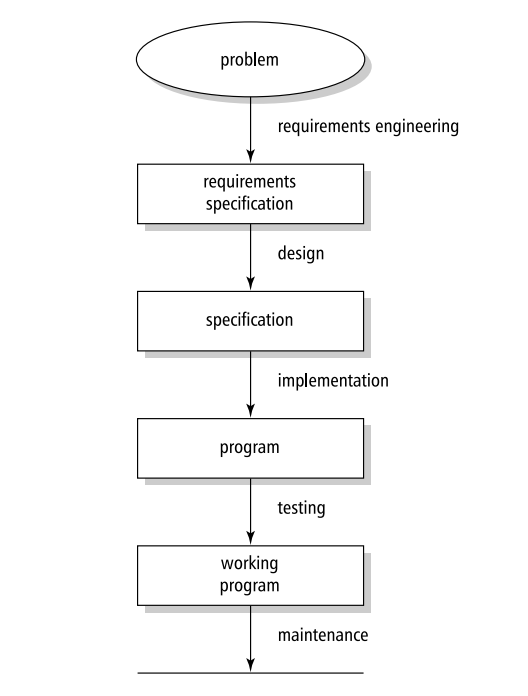 problem
requirements engineering
requirements
specification
design
specification
implementation
program
testing
working
program
maintenance